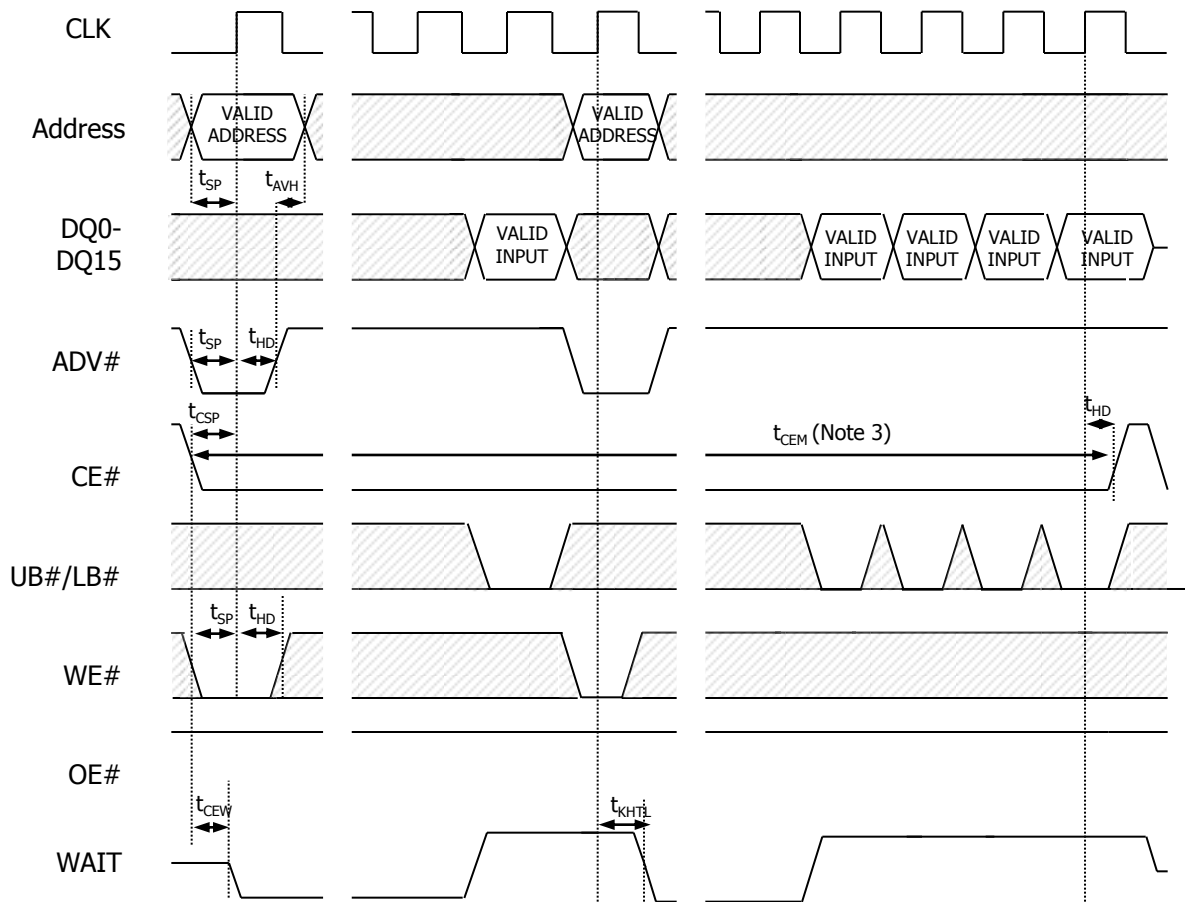 CLK
Address
VALID
ADDRESS
VALID
ADDRESS
tSP
tAVH
DQ0-
DQ15
VALID
INPUT
VALID
INPUT
VALID
INPUT
VALID
INPUT
VALID
INPUT
ADV#
tSP
tHD
tCSP
tCEM (Note 3)
tHD
CE#
UB#/LB#
tSP
tHD
WE#
OE#
tCEW
tKHTL
WAIT